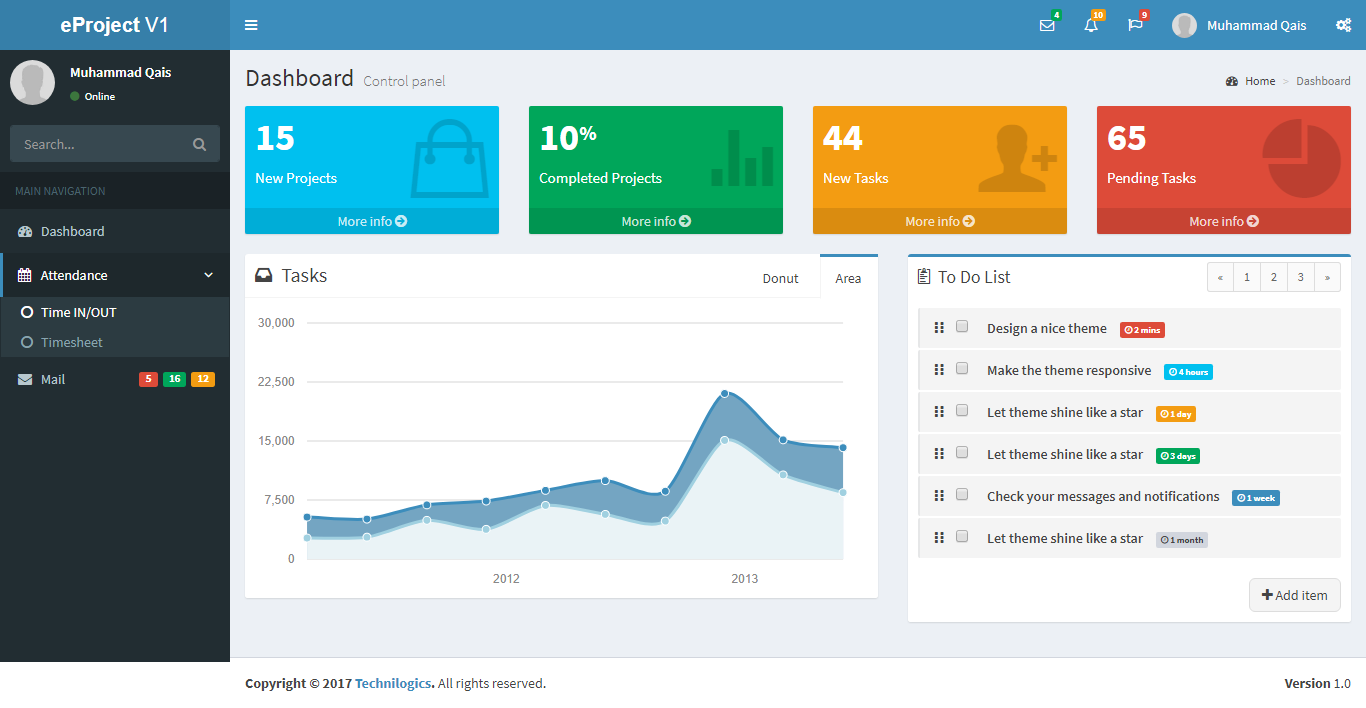 eProject V1
4
10
9
Muhammad Qais
Muhammad Qais
Online
Search...
MAIN NAVIGATION
Dashboard
Attendance
Time IN/OUT
Timesheet
Mail 5 16 12
Dashboard Control panel
Home > Dashboard
15
New Projects
More info
10%
Completed Projects
More info
44
New Tasks
More info
65
Pending Tasks
More info
Tasks
Donut
Area
30,000
22,500
15,000
7,500
0
2012
2013
To Do List
« 1 2 3 »
Design a nice theme 2 mins
Make the theme responsive 4 hours
Let theme shine like a star 1 day
Let theme shine like a star 3 days
Check your messages and notifications 1 week
Let theme shine like a star 1 month
Add item
Copyright © 2017 Technilogics. All rights reserved.
Version 1.0